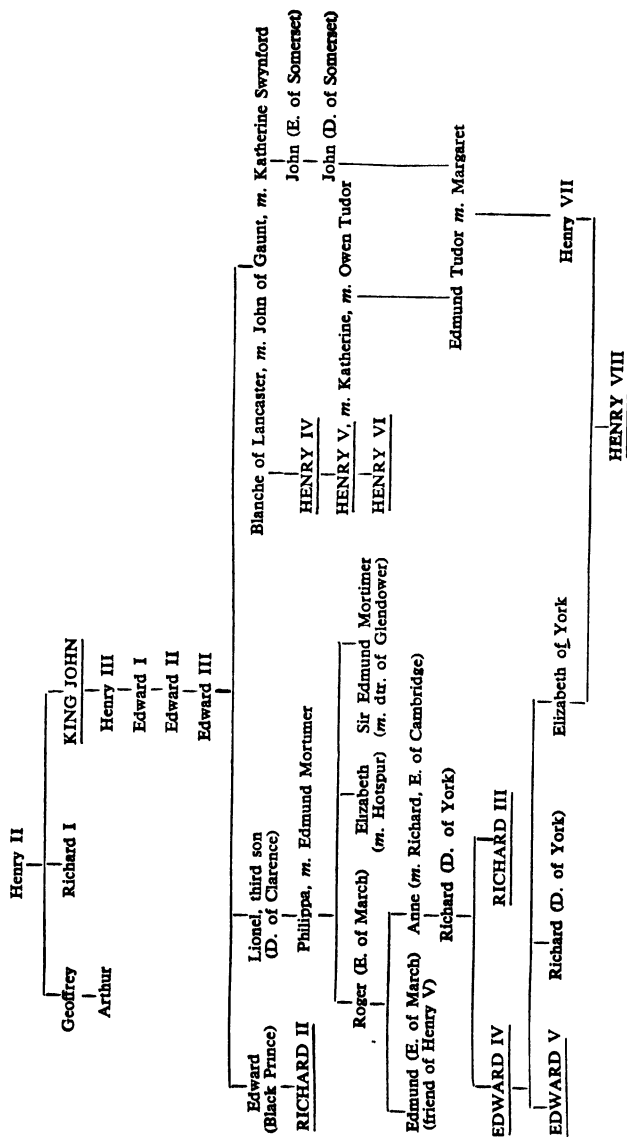 Henry II
Geoffrey
Richard I
KING JOHN
Arthur
Henry III
Edward I
Edward II
Edward III
Edward
(Black Prince)
Lionel, third son
(D. of Clarence)
Blanche of Lancaster, m. John of Gaunt, m. Katherine Swynford
RICHARD II
Philippa, m. Edmund Mortimer
HENRY IV
John (E. of Somerset)
Roger (E. of March)
Elizabeth
(m. Hotspur)
Sir Edmund Mortimer
(m. dtr. of Glendower)
HENRY V, m. Katherine, m. Owen Tudor
John (D. of Somerset)
HENRY VI
Edmund (E. of March)
(friend of Henry V)
Anne (m. Richard, E. of Cambridge)
Richard (D. of York)
Edmund Tudor m. Margaret
EDWARD IV
RICHARD III
EDWARD V
Richard (D. of York)
Elizabeth of York
Henry VII
HENRY VIII